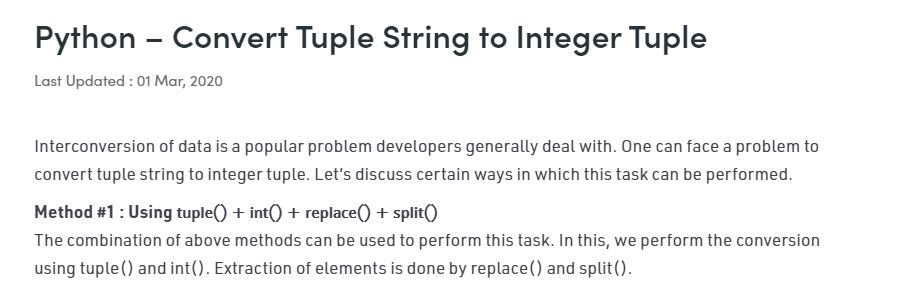 Python – Convert Tuple String to Integer Tuple
Last Updated : 01 Mar, 2020
Interconversion of data is a popular problem developers generally deal with. One can face a problem to
convert tuple string to integer tuple. Let’s discuss certain ways in which this task can be performed.
Method #1 : Using tuple() + int() + replace() + split()
The combination of above methods can be used to perform this task. In this, we perform the conversion
using tuple() and int(). Extraction of elements is done by replace() and split().